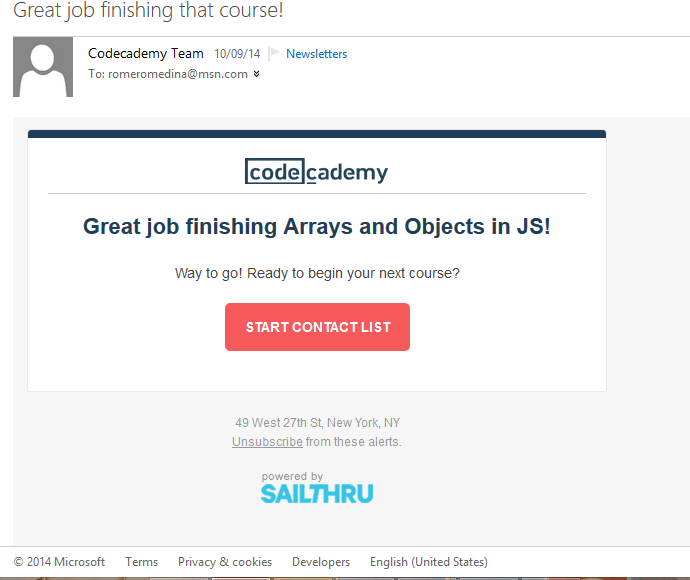 Great job finishing that course!
Codecademy Team 10/09/14 Newsletters
To: romeromedina@msn.com
codecademy
Great job finishing Arrays and Objects in JS!
Way to go! Ready to begin your next course?
START CONTACT LIST
49 West 27th St, New York, NY
Unsubscribe from these alerts.
powered by
SAILTHRU
© 2014 Microsoft Terms Privacy & cookies Developers English (United States)